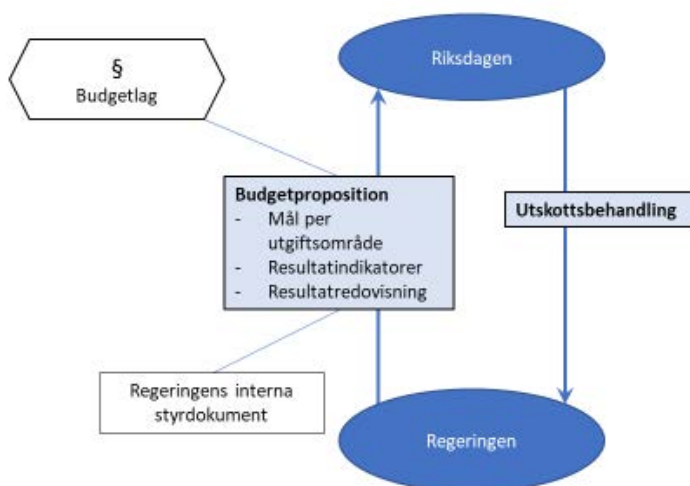 §
Budgetlag
Riksdagen
Budgetproposition
- Mål per
utgiftsområde
- Resultatindikatorer
- Resultatredovisning
Utskottsbehandling
Regeringens interna
styrdokument
Regeringen